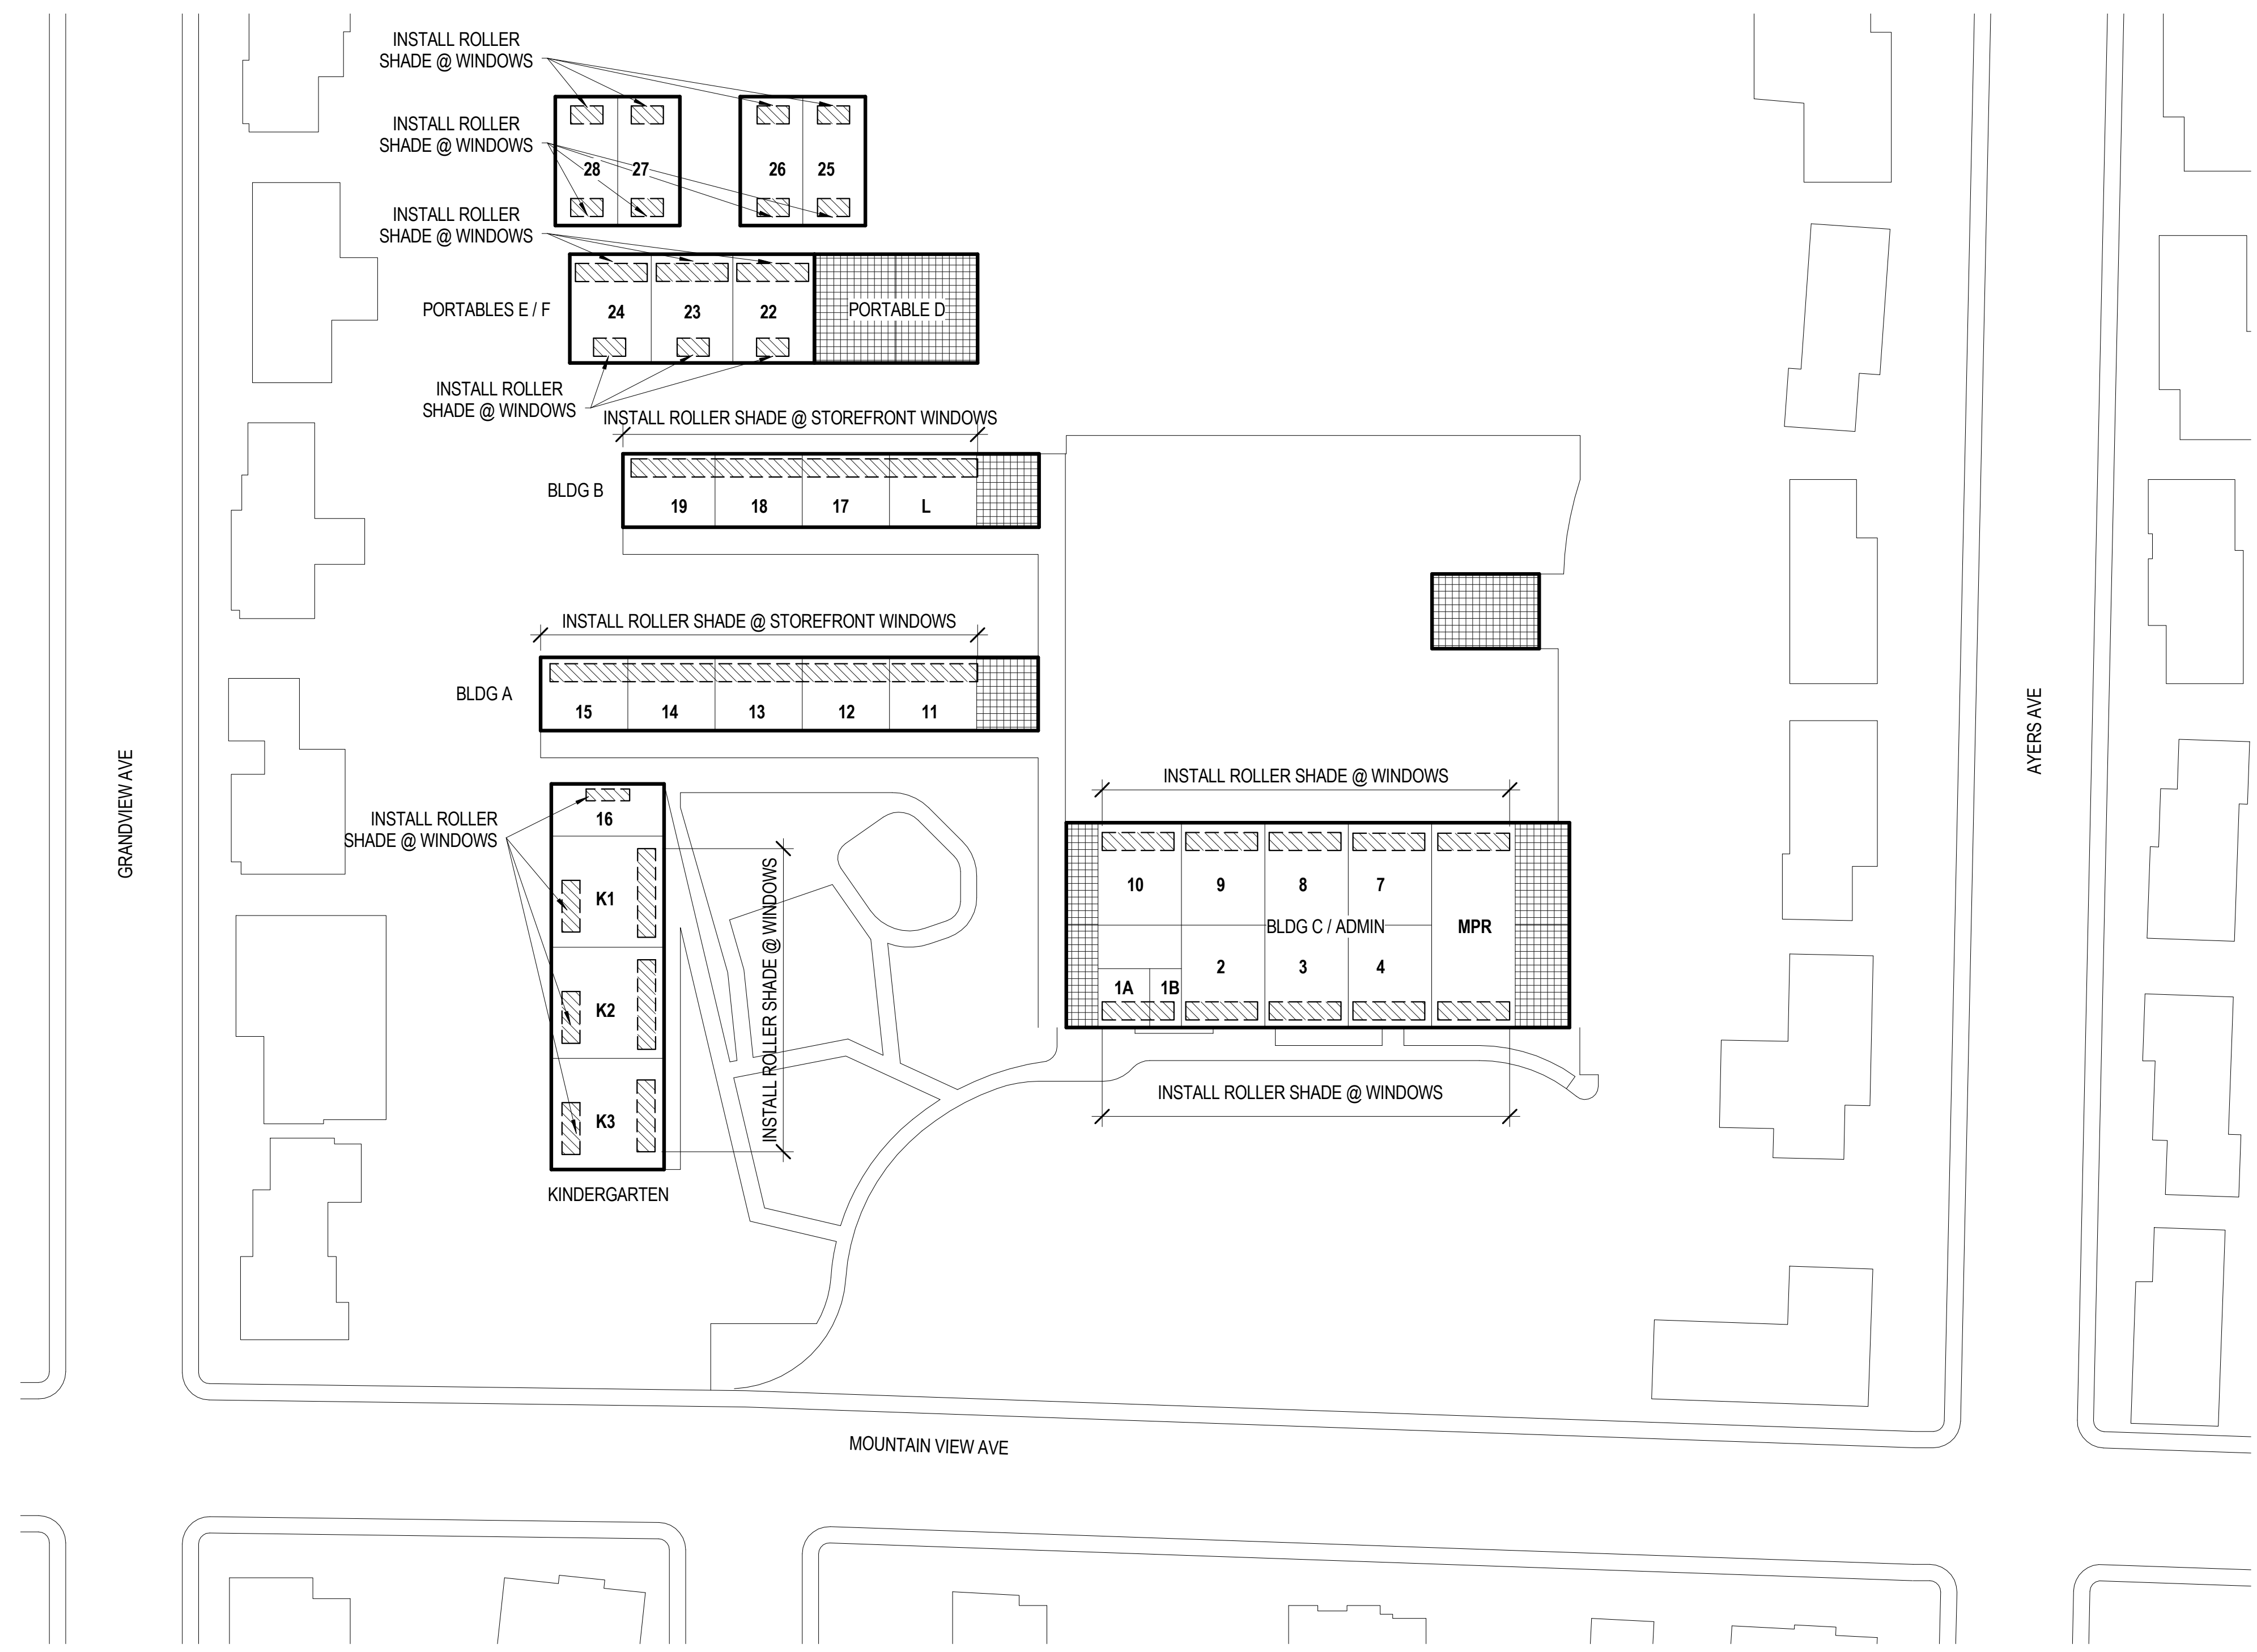 INSTALL ROLLER
SHADE @ WINDOWS
INSTALL ROLLER
SHADE @ WINDOWS
28
27
26
25
INSTALL ROLLER
SHADE @ WINDOWS
PORTABLES E / F
24
23
22
PORTABLE D
INSTALL ROLLER
SHADE @ WINDOWS
INSTALL ROLLER SHADE @ STOREFRONT WINDOWS
BLDG B
19
18
17
L
INSTALL ROLLER SHADE @ STOREFRONT WINDOWS
BLDG A
15
14
13
12
11
GRANDVIEW AVE
AYERS AVE
INSTALL ROLLER
SHADE @ WINDOWS
16
K1
K2
K3
KINDERGARTEN
INSTALL ROLLER SHADE @ WINDOWS
INSTALL ROLLER SHADE @ WINDOWS
10
9
8
7
BLDG C / ADMIN
MPR
1A
1B
2
3
4
INSTALL ROLLER SHADE @ WINDOWS
MOUNTAIN VIEW AVE